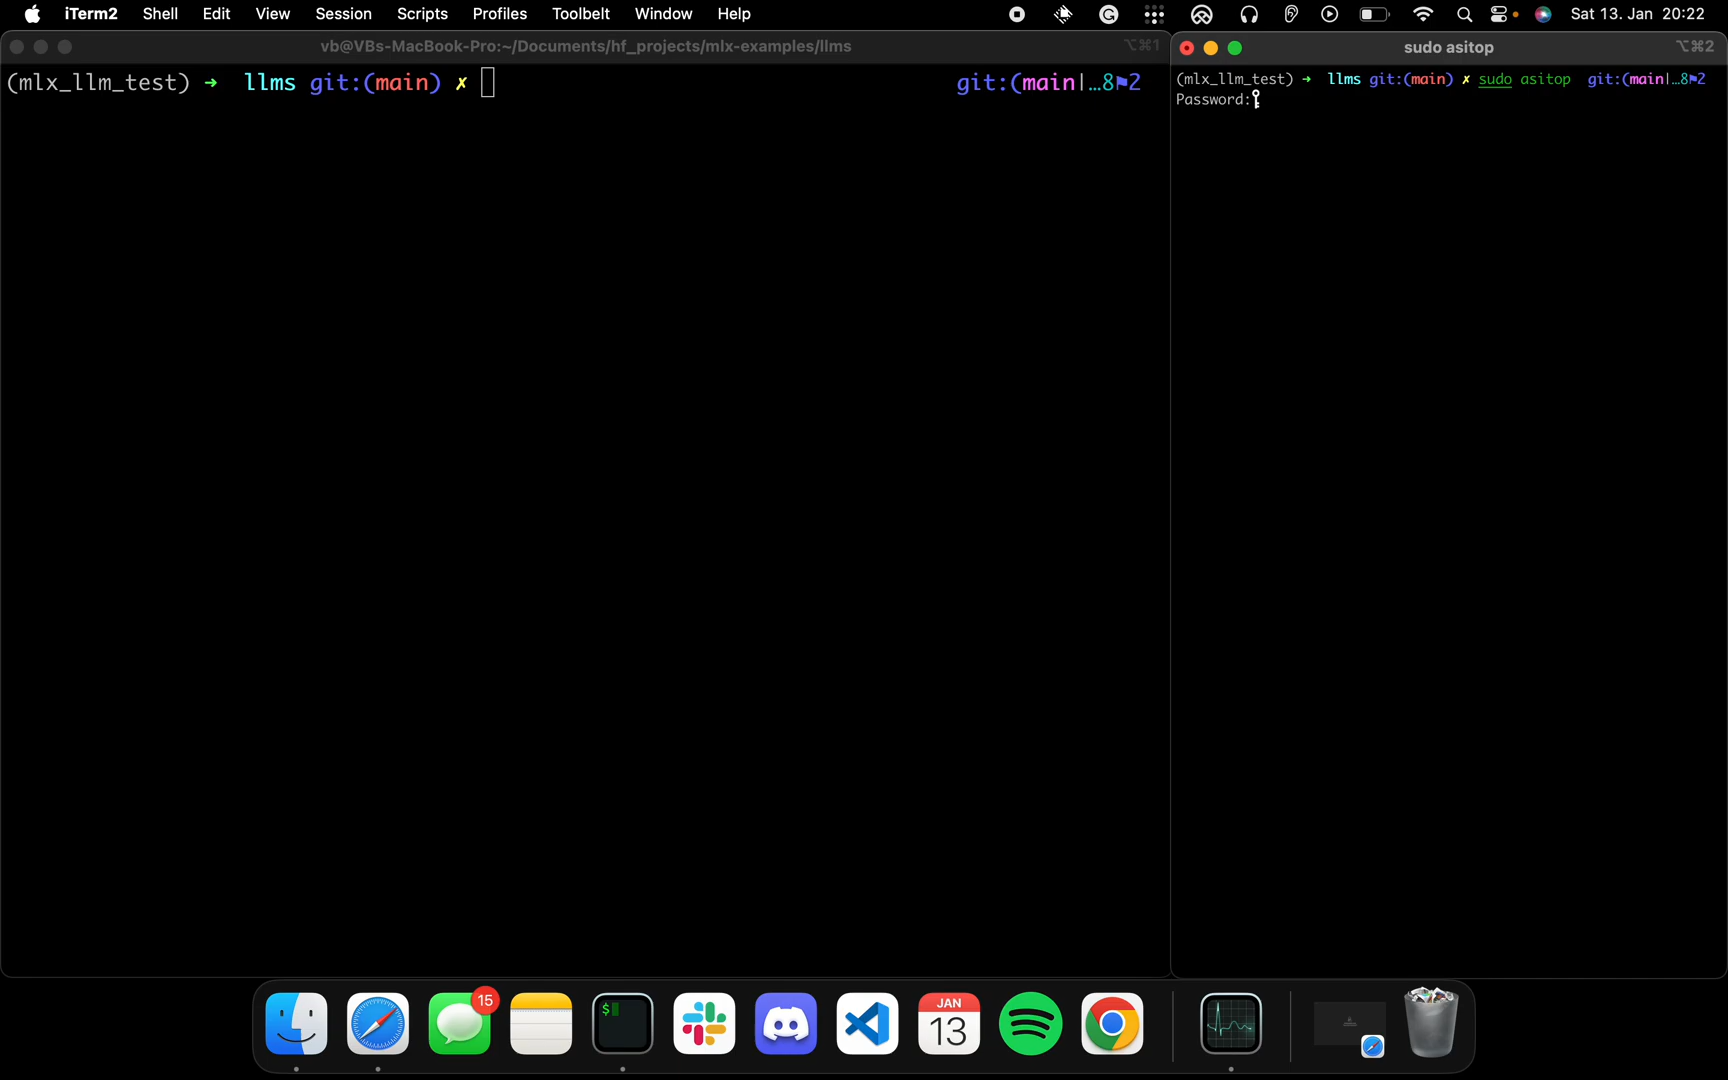 iTerm2 Shell Edit View Session Scripts Profiles Toolbelt Window Help Sat 13. Jan 20:22
vb@VBs-MacBook-Pro:~/Documents/hf_projects/mlx-examples/llms ⌥⌘1
(mlx_llm_test) ➜ llms git:(main) ✗ git:(main|…8⚑2
sudo asitop ⌥⌘2
(mlx_llm_test) ➜ llms git:(main) ✗ sudo asitop git:(main|…8⚑2
Password:
15
$
JAN
13